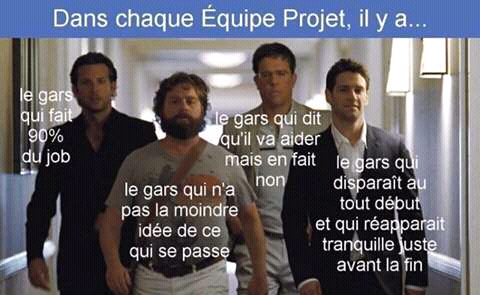 Dans chaque Équipe Projet, il y a...
le gars
qui fait
90%
du job
le gars qui n'a
pas la moindre
idée de ce
qui se passe
le gars qui dit
qu'il va aider
mais en fait
non
le gars qui
disparaît au
tout début
et qui réapparait
tranquille juste
avant la fin